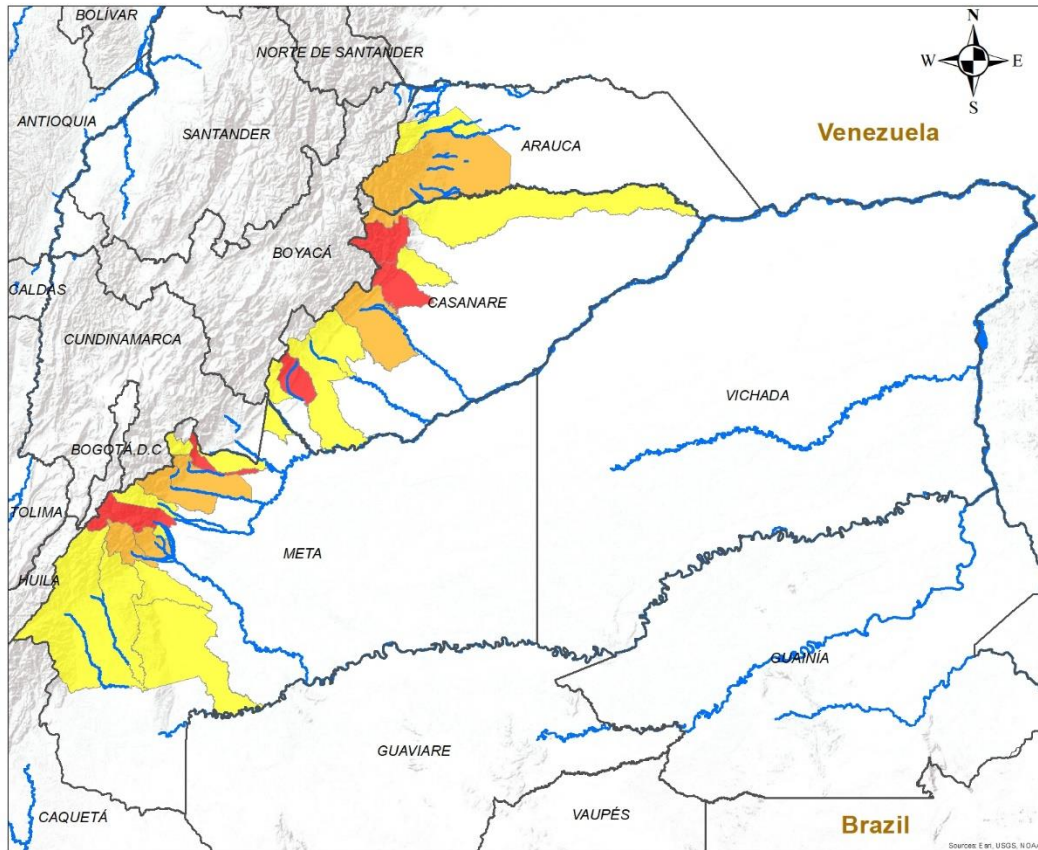 BOLÍVAR
N
NORTE DE SANTANDER
W
E
S
ANTIOQUIA
SANTANDER
Venezuela
ARAUCA
BOYACÁ
CALDAS
CASANARE
CUNDINAMARCA
VICHADA
BOGOTÁ D.C
TOLIMA
META
HUILA
GUAINÍA
GUAVIARE
CAQUETÁ
VAUPÉS
Brazil
Sources: Esri, USGS, NOAA